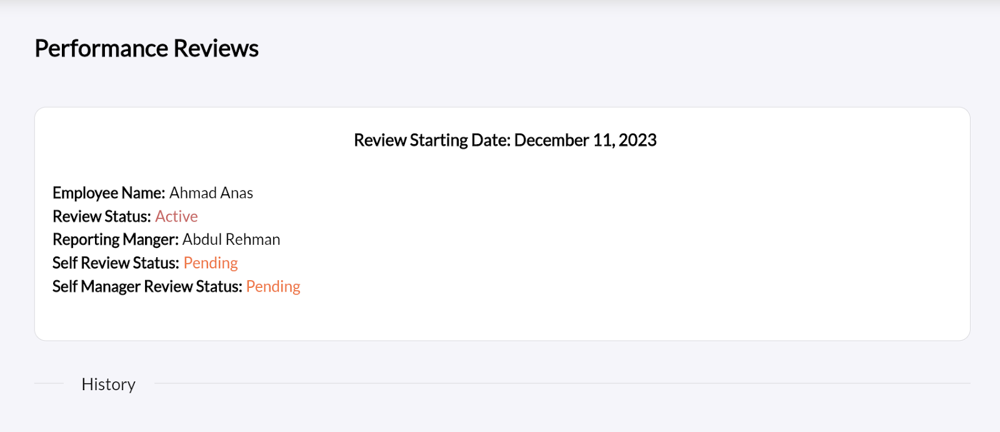 Performance Reviews
Review Starting Date: December 11, 2023
Employee Name: Ahmad Anas
Review Status: Active
Reporting Manger: Abdul Rehman
Self Review Status: Pending
Self Manager Review Status: Pending
History